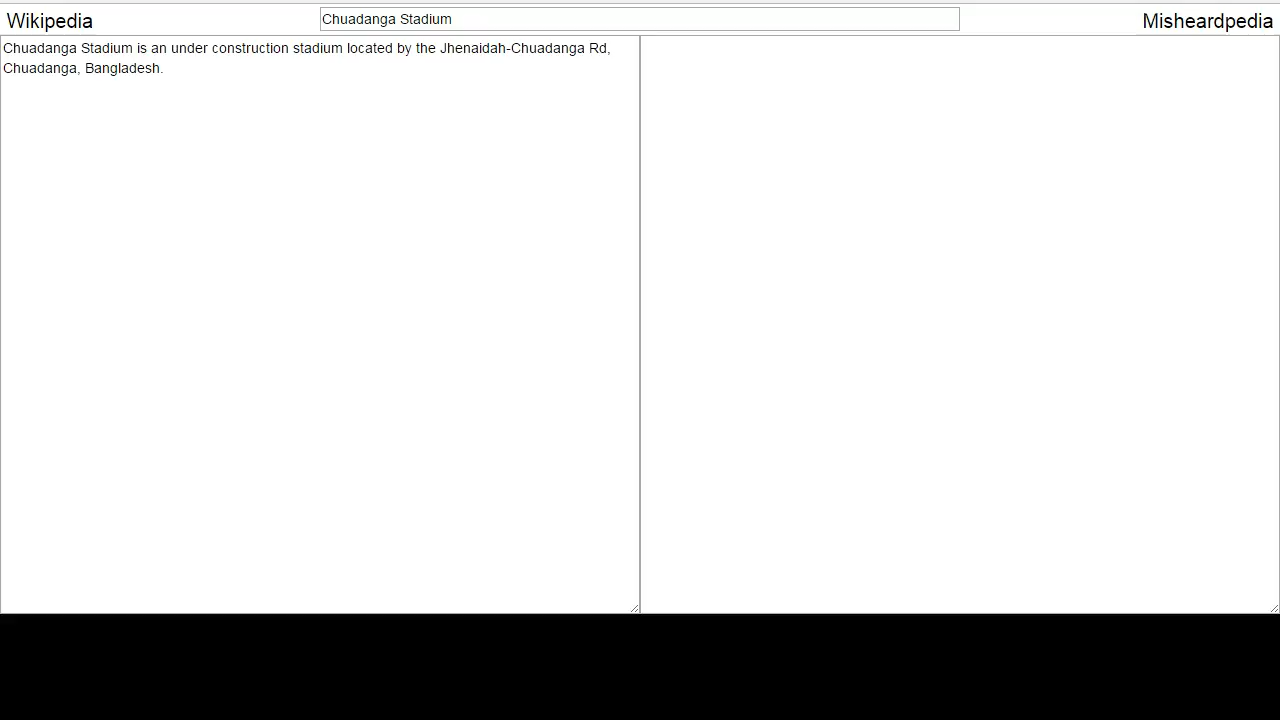 Wikipedia
Chuadanga Stadium
Misheardpedia
Chuadanga Stadium is an under construction stadium located by the Jhenaidah-Chuadanga Rd,
Chuadanga, Bangladesh.